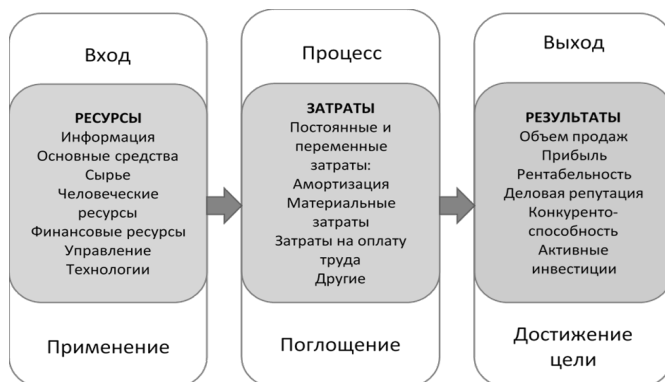 Вход
РЕСУРСЫ
Информация
Основные средства
Сырье
Человеческие
ресурсы
Финансовые ресурсы
Управление
Технологии
Применение
Процесс
ЗАТРАТЫ
Постоянные и
переменные
затраты:
Амортизация
Материальные
затраты
Затраты на оплату
труда
Другие
Поглощение
Выход
РЕЗУЛЬТАТЫ
Объем продаж
Прибыль
Рентабельность
Деловая репутация
Конкуренто-
способность
Активные
инвестиции
Достижение
цели